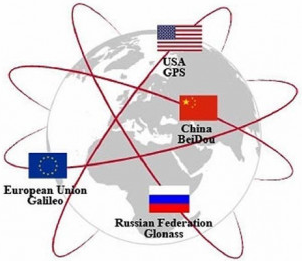 USA
GPS
China
BeiDou
European Union
Galileo
Russian Federation
Glonass